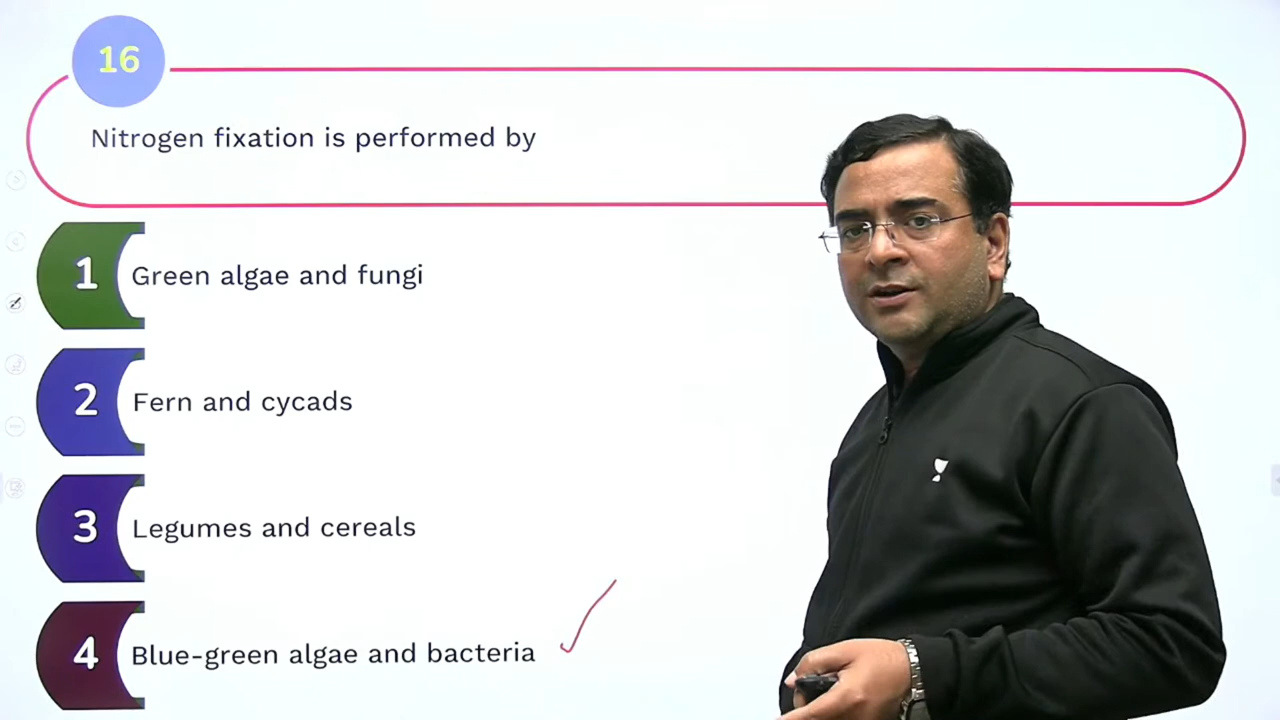 16
Nitrogen fixation is performed by
1 Green algae and fungi
2 Fern and cycads
3 Legumes and cereals
4 Blue-green algae and bacteria